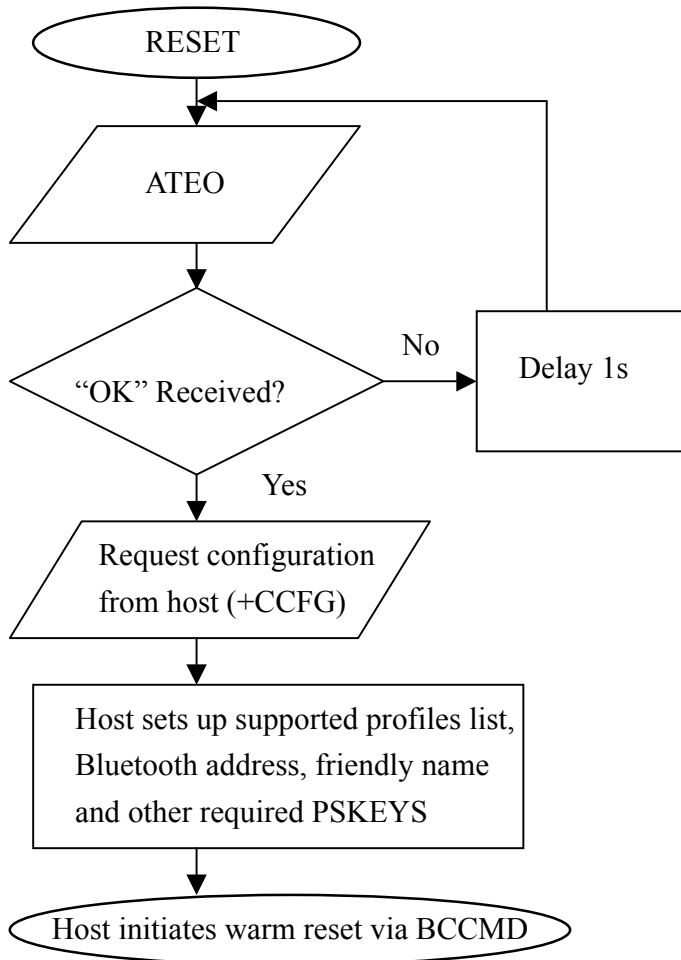 RESET
ATEO
“OK” Received?
No
Delay 1s
Yes
Request configuration
from host (+CCFG)
Host sets up supported profiles list,
Bluetooth address, friendly name
and other required PSKEYS
Host initiates warm reset via BCCMD